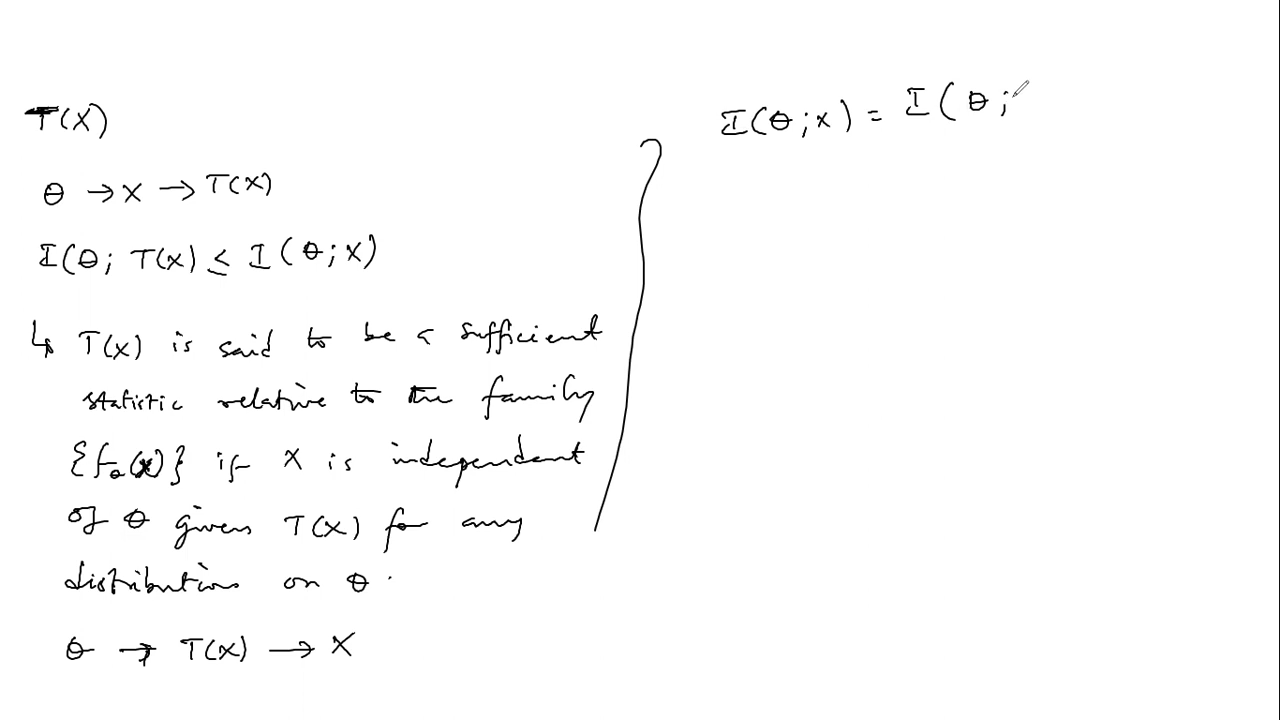 T(X)
θ → X → T(X)
I(θ; T(X) ≤ I(θ;X)
↳ T(X) is said to be a sufficient
statistic relative to the family
{f_θ(x)} if X is independent
of θ given T(X) for any
distribution on θ.
θ → T(X) → X
I(θ;X) = I(θ;